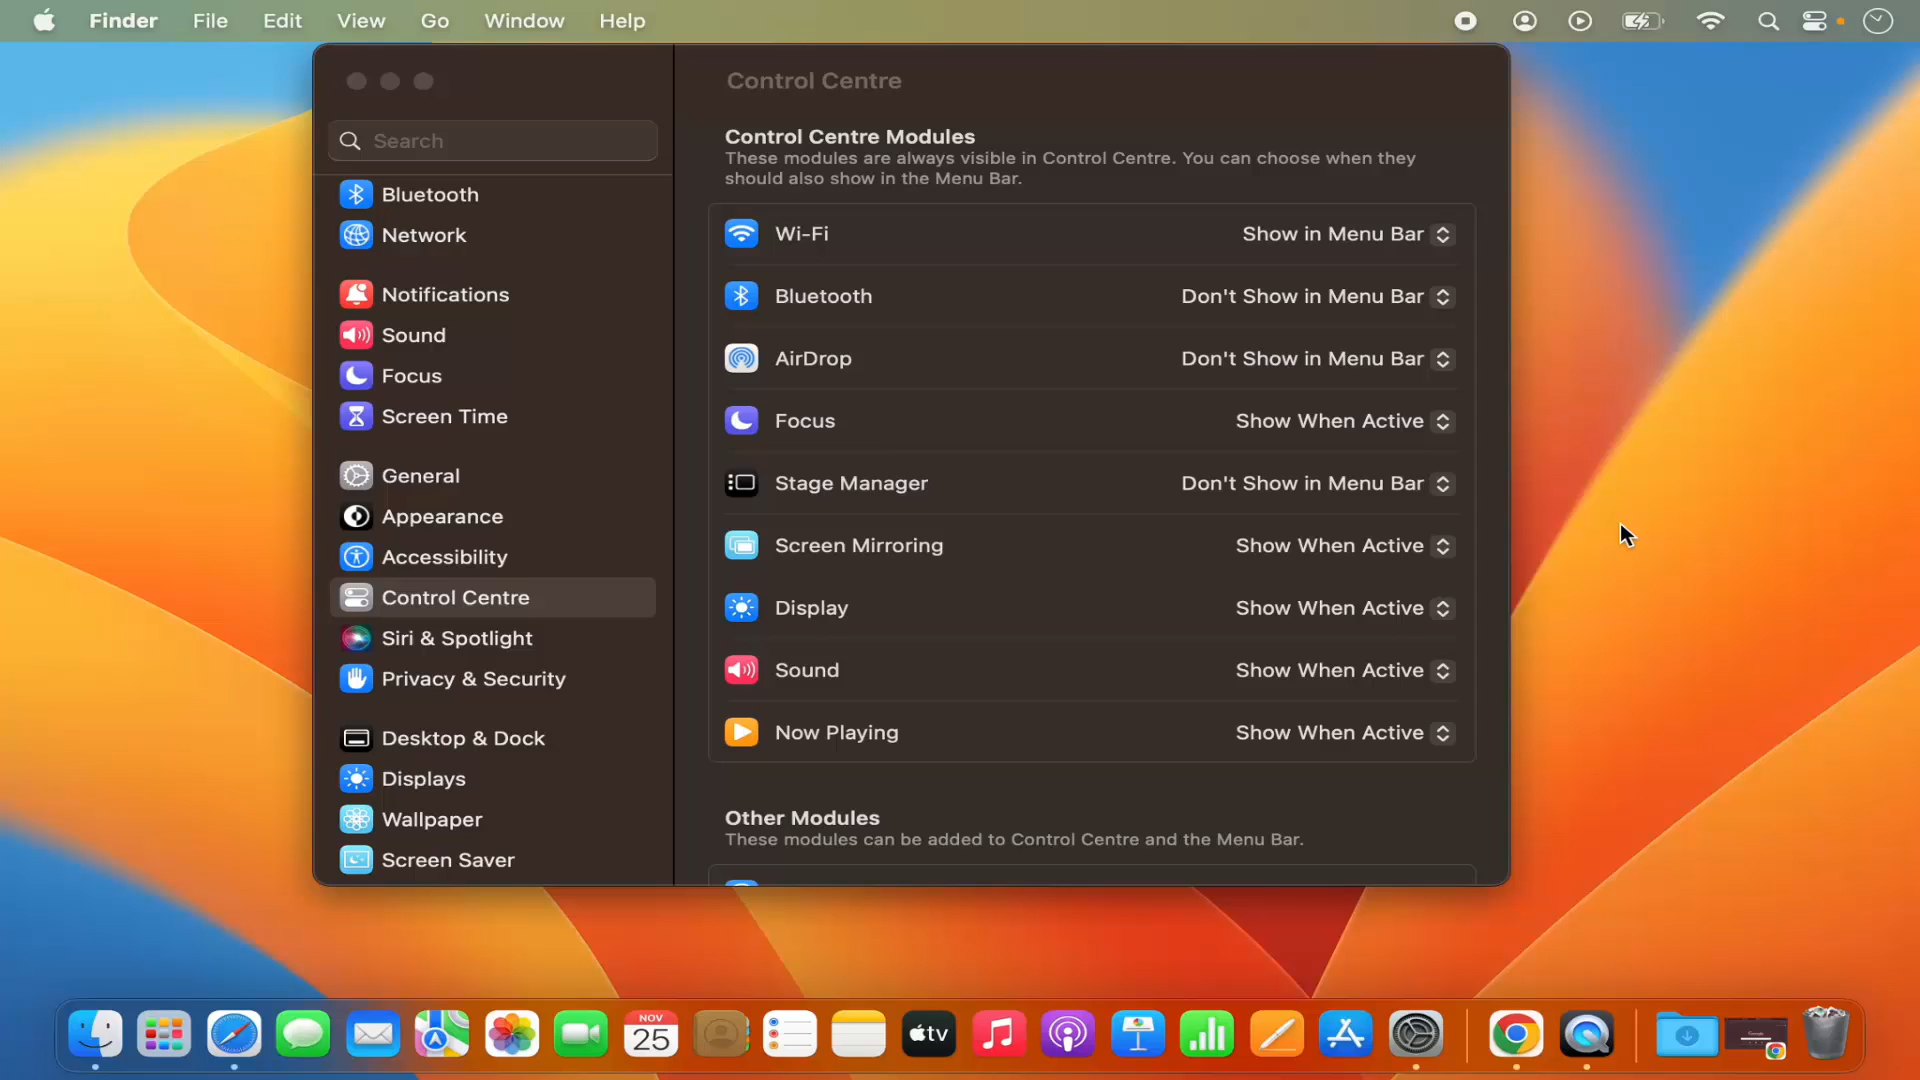 Finder File Edit View Go Window Help
Search
Bluetooth
Network
Notifications
Sound
Focus
Screen Time
General
Appearance
Accessibility
Control Centre
Siri & Spotlight
Privacy & Security
Desktop & Dock
Displays
Wallpaper
Screen Saver
Control Centre
Control Centre Modules
These modules are always visible in Control Centre. You can choose when they
should also show in the Menu Bar.
Wi-Fi Show in Menu Bar
Bluetooth Don't Show in Menu Bar
AirDrop Don't Show in Menu Bar
Focus Show When Active
Stage Manager Don't Show in Menu Bar
Screen Mirroring Show When Active
Display Show When Active
Sound Show When Active
Now Playing Show When Active
Other Modules
These modules can be added to Control Centre and the Menu Bar.
NOV
25
tv